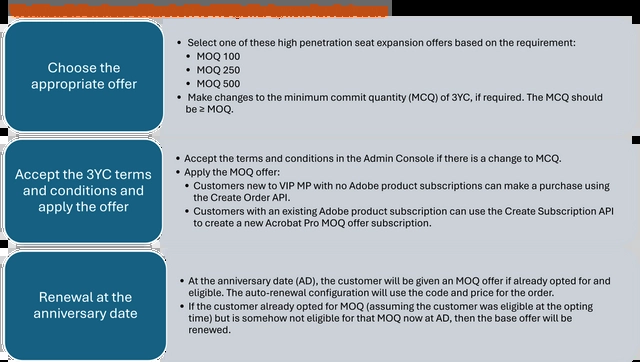 Choose the
appropriate offer
• Select one of these high penetration seat expansion offers based on the requirement:
• MOQ 100
• MOQ 250
• MOQ 500
• Make changes to the minimum commit quantity (MCQ) of 3YC, if required. The MCQ should
be ≥ MOQ.
Accept the 3YC terms
and conditions and
apply the offer
• Accept the terms and conditions in the Admin Console if there is a change to MCQ.
• Apply the MOQ offer:
• Customers new to VIP MP with no Adobe product subscriptions can make a purchase using
the Create Order API.
• Customers with an existing Adobe product subscription can use the Create Subscription API
to create a new Acrobat Pro MOQ offer subscription.
Renewal at the
anniversary date
• At the anniversary date (AD), the customer will be given an MOQ offer if already opted for and
eligible. The auto-renewal configuration will use the code and price for the order.
• If the customer already opted for MOQ (assuming the customer was eligible at the opting
time) but is somehow not eligible for that MOQ now at AD, then the base offer will be
renewed.